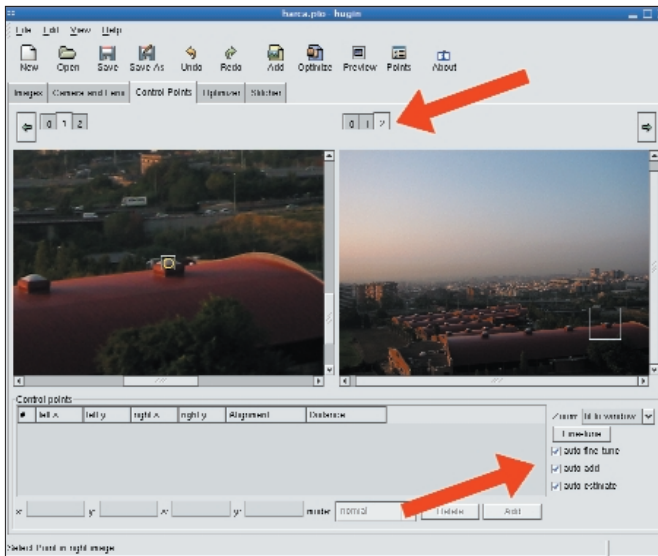 harca.pto - hugin
File Edit View Help
New Open Save Save As Undo Redo Add Optimize Preview Points About
Images Camera and Lens Control Points Optimizer Stitcher
0 1 2
0 1 2
Control points
# left x left y right x right y Alignment Distance
Zoom: fit to window
Fine-tune
auto fine-tune
auto add
auto estimate
x: y: x: y: mode: normal Delete Add
Select Point in right image